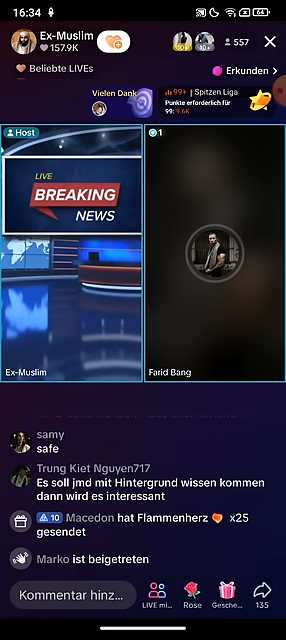 16:34
64
Ex-Muslim
157.9K
557
Beliebte LIVEs
Erkunden
Vielen Dank
99+ | Spitzen Liga
Punkte erforderlich für
99: 9.6K
Host
1
LIVE
BREAKING
NEWS
Ex-Muslim
Farid Bang
samy
safe
Trung Kiet Nguyen717
Es soll jmd mit Hintergrund wissen kommen
dann wird es interessant
10 Macedon hat Flammenherz x25
gesendet
Marko ist beigetreten
Kommentar hinz...
LIVE mi...
Rose
Gesche...
135